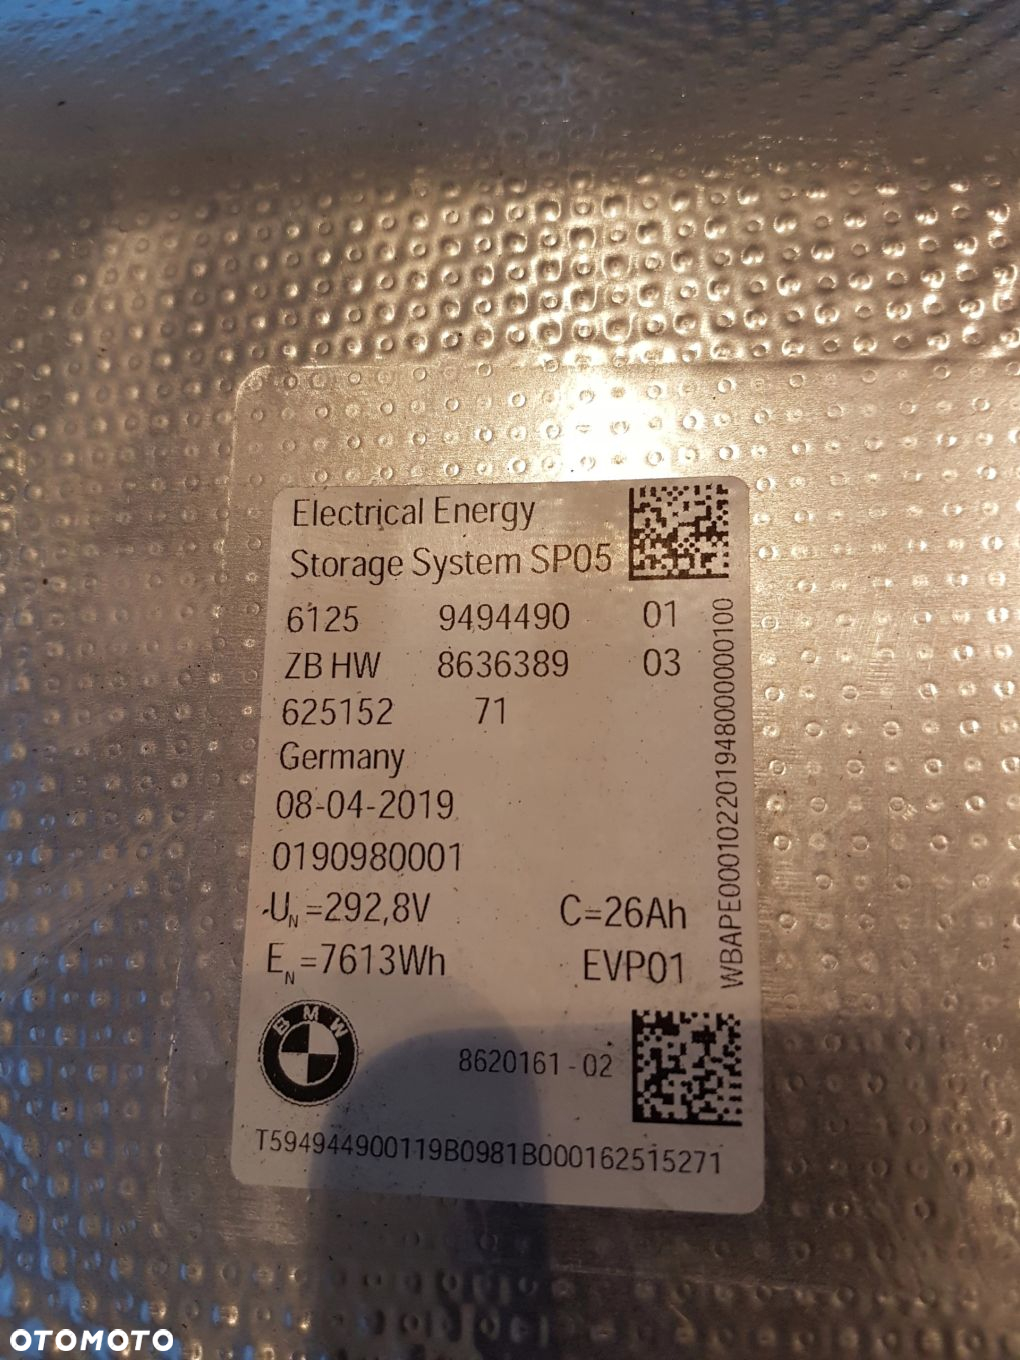 Electrical Energy
Storage System SP05
6125 9494490 01
ZB HW 8636389 03
625152 71
Germany
08-04-2019
0190980001
UN =292,8V C=26Ah
EN =7613Wh EVP01
WBAPE00010220194800000000100
BMW
8620161 - 02
T594944900119B0981B000162515271
OTOMOTO